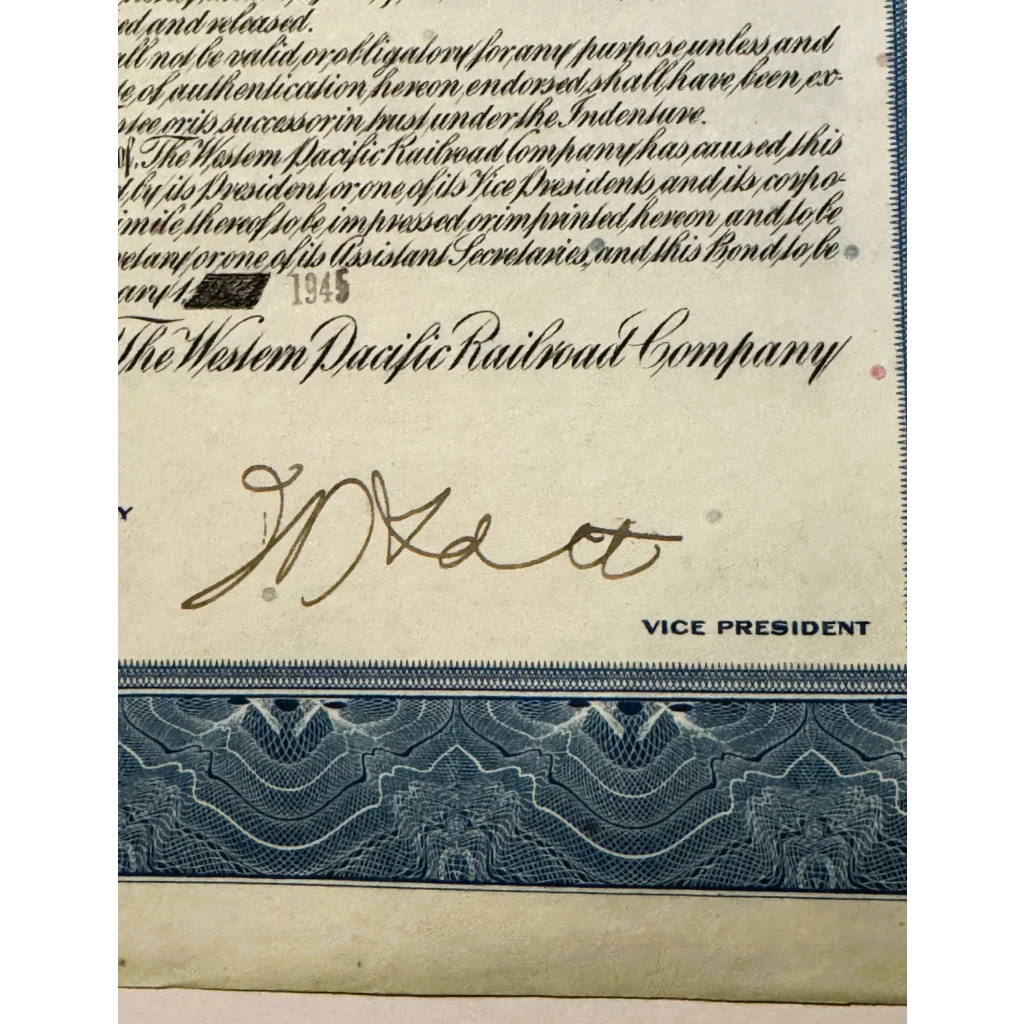 ed and released.
all not be valid or obligatory for any purpose unless and
te, of authentication hereon endorsed, shall have been ex-
stee, or its successor in trust under the Indenture.
of, The Western Pacific Railroad Company has caused this
d by its President or one of its Vice Presidents and its corpo-
imile thereof to be impressed or imprinted hereon and to be
retary or one of its Assistant Secretaries, and this Bond to be
ary 1, 1945
The Western Pacific Railroad Company
Y
VICE PRESIDENT